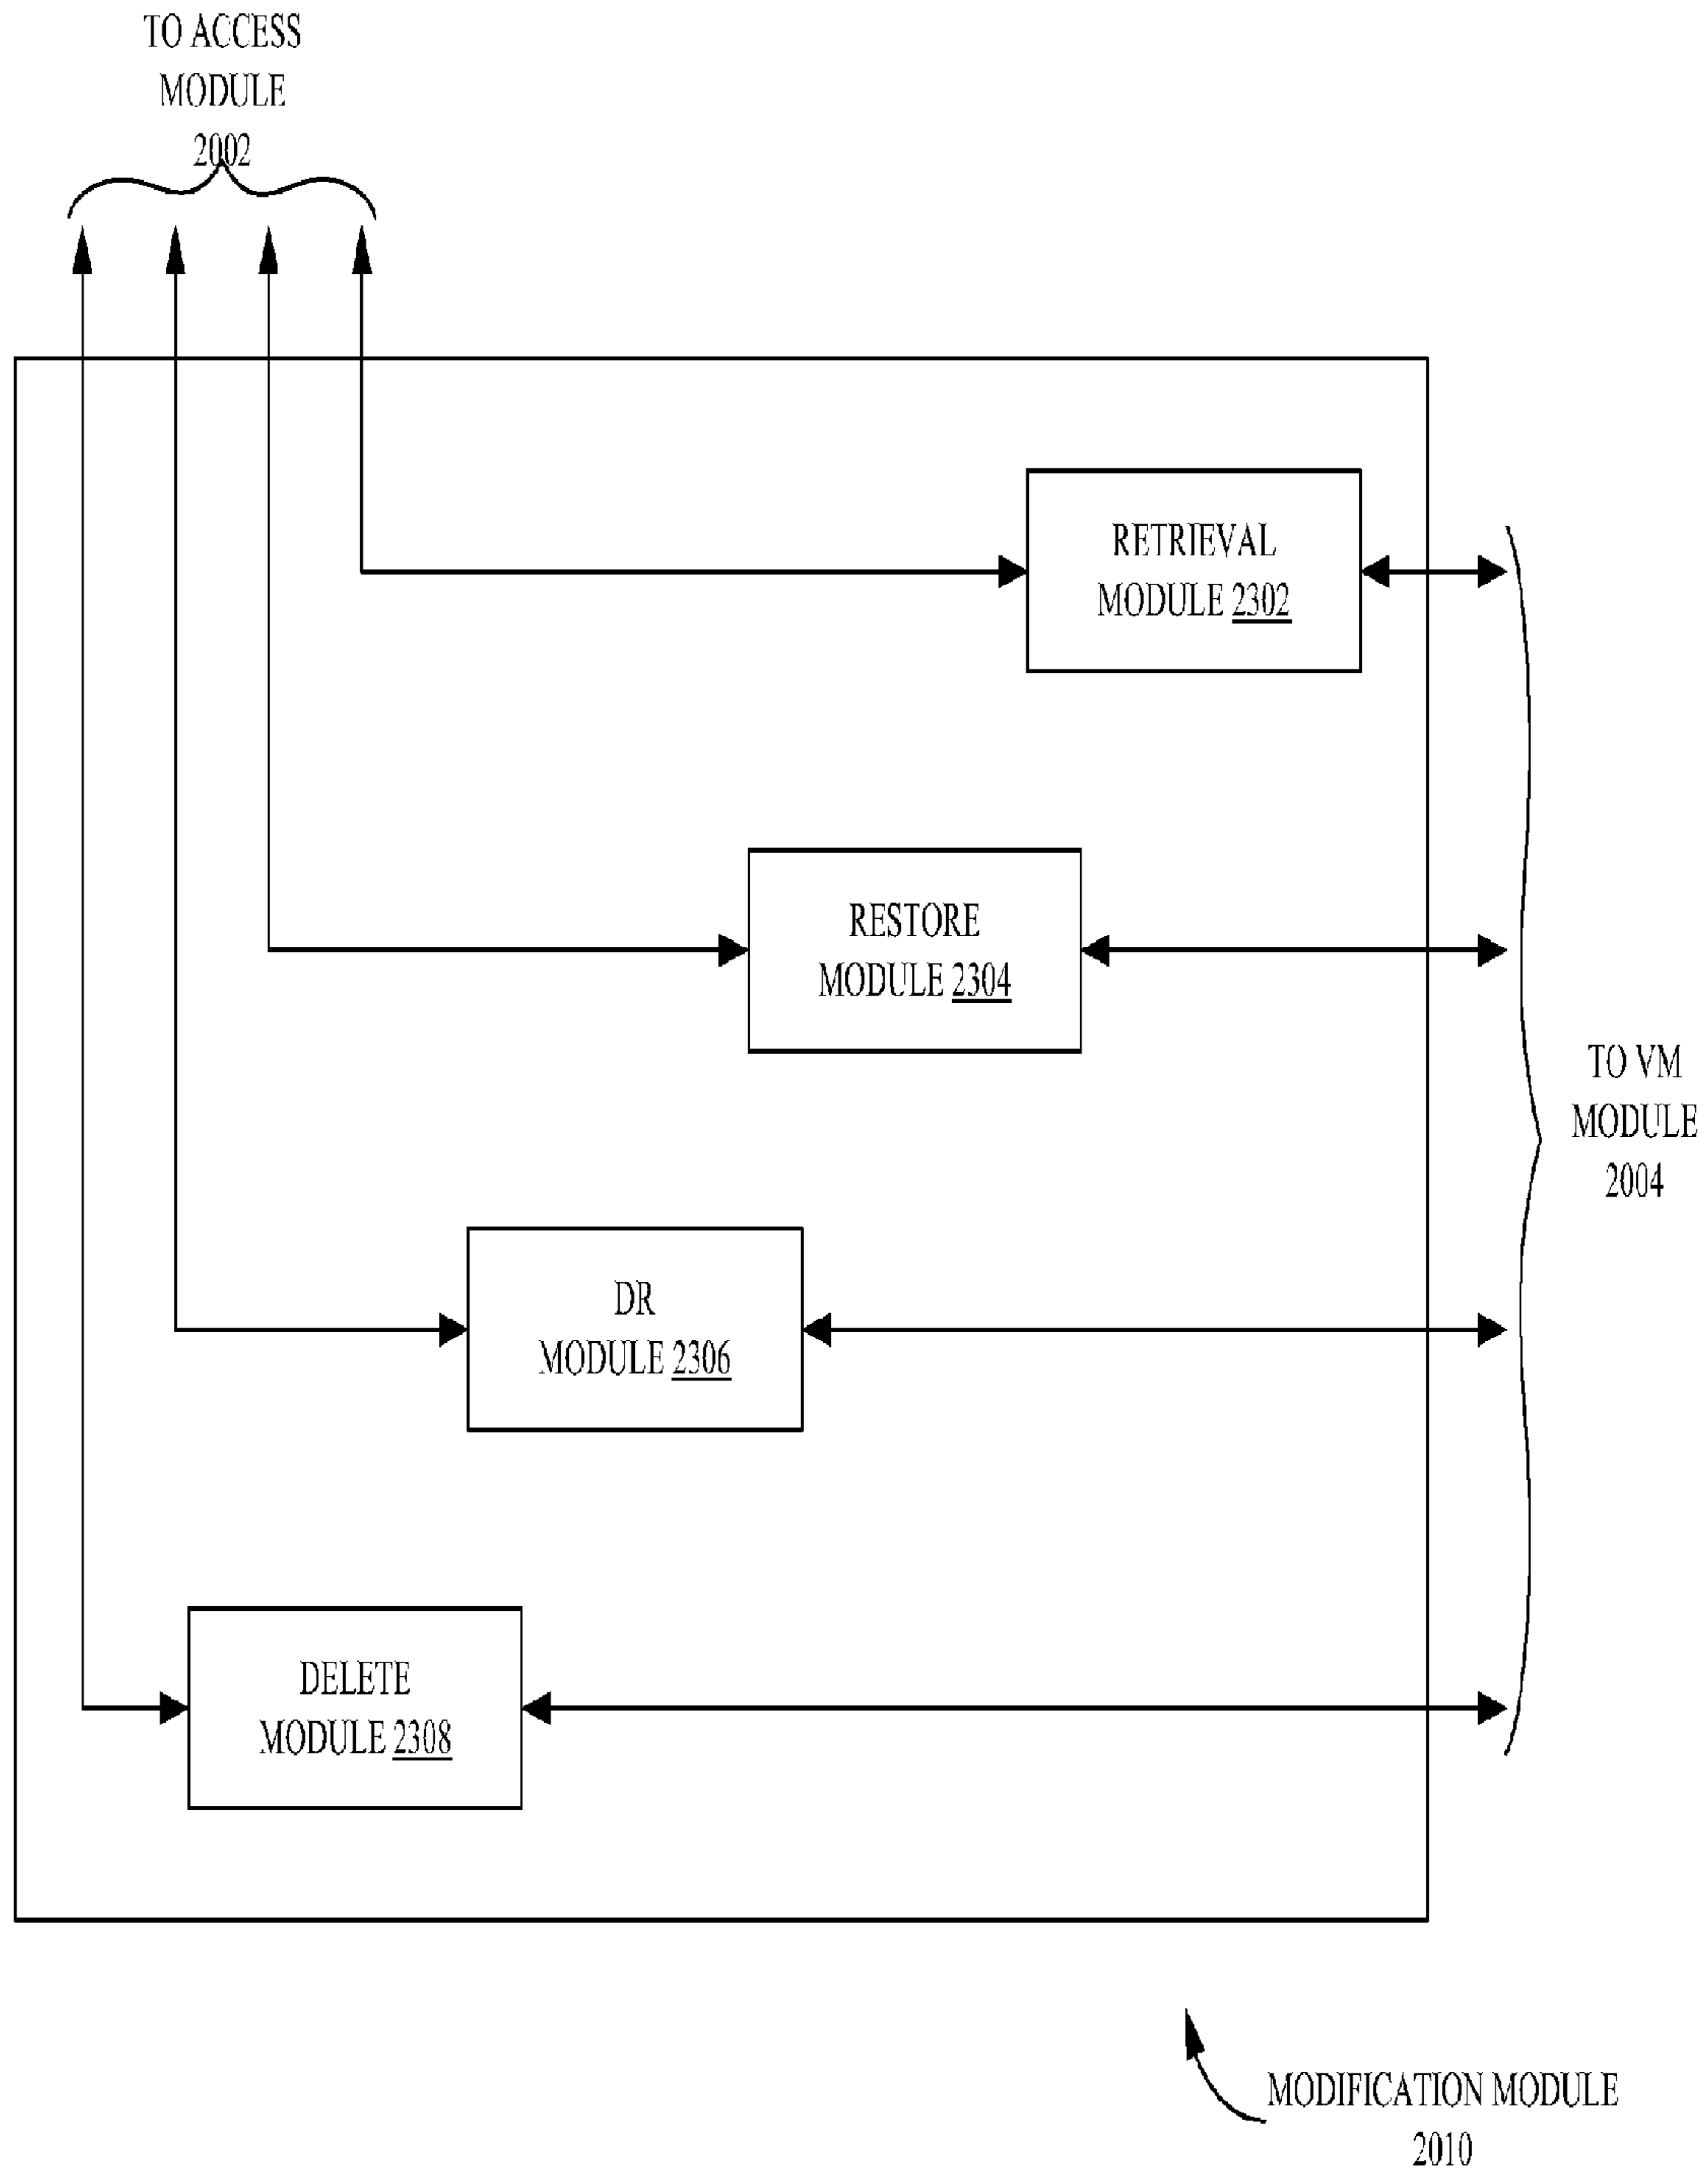 TO ACCESS
MODULE
2002
RETRIEVAL
MODULE 2302
RESTORE
MODULE 2304
TO VM
MODULE
2004
DR
MODULE 2306
DELETE
MODULE 2308
MODIFICATION MODULE
2010